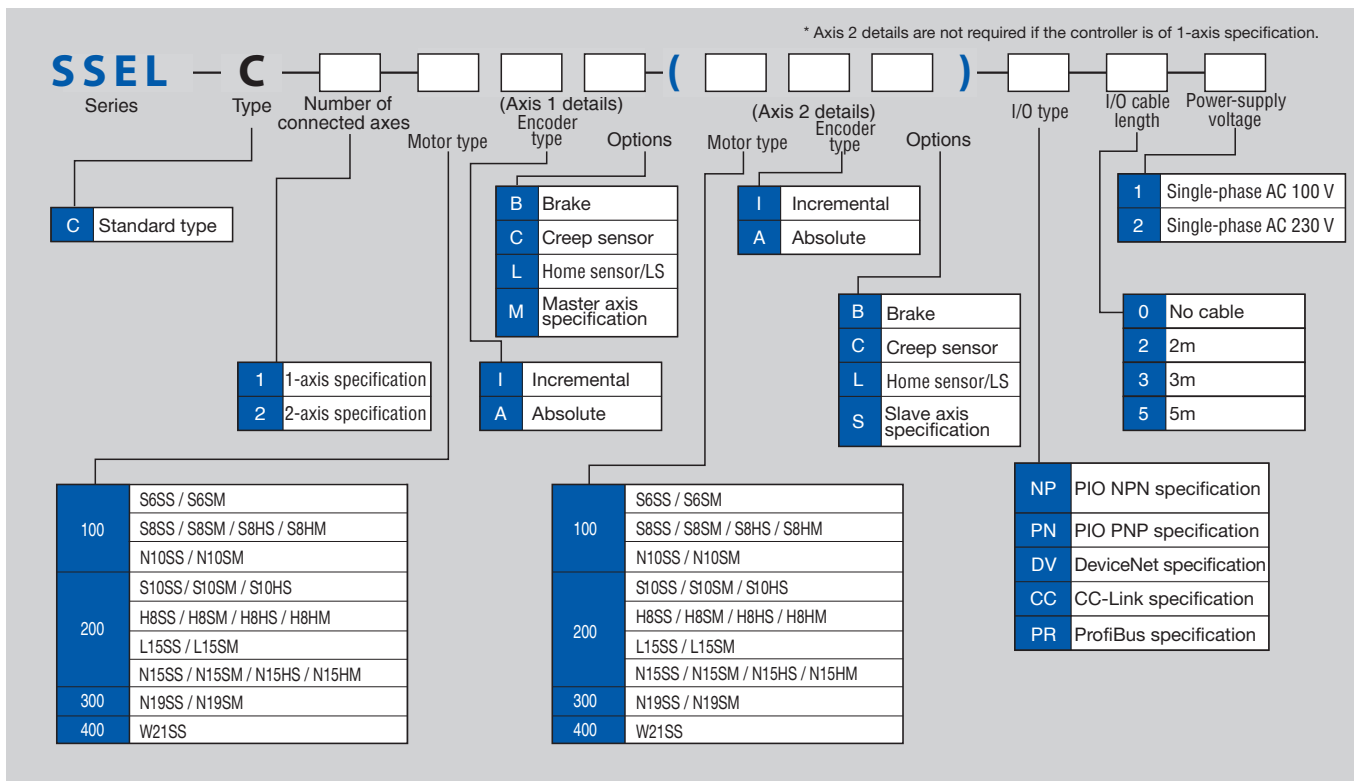 * Axis 2 details are not required if the controller is of 1-axis specification.
SSEL — C — — — ( ) — — —
Series
Type
Number of
connected axes
(Axis 1 details)
Motor type
Encoder
type
Options
(Axis 2 details)
Motor type
Encoder
type
Options
I/O type
I/O cable
length
Power-supply
voltage
C Standard type
1 1-axis specification
2 2-axis specification
B Brake
C Creep sensor
L Home sensor/LS
M Master axis
specification
I Incremental
A Absolute
I Incremental
A Absolute
B Brake
C Creep sensor
L Home sensor/LS
S Slave axis
specification
1 Single-phase AC 100 V
2 Single-phase AC 230 V
0 No cable
2 2m
3 3m
5 5m
100
S6SS / S6SM
S8SS / S8SM / S8HS / S8HM
N10SS / N10SM
200
S10SS / S10SM / S10HS
H8SS / H8SM / H8HS / H8HM
L15SS / L15SM
N15SS / N15SM / N15HS / N15HM
300 N19SS / N19SM
400 W21SS
100
S6SS / S6SM
S8SS / S8SM / S8HS / S8HM
N10SS / N10SM
200
S10SS / S10SM / S10HS
H8SS / H8SM / H8HS / H8HM
L15SS / L15SM
N15SS / N15SM / N15HS / N15HM
300 N19SS / N19SM
400 W21SS
NP PIO NPN specification
PN PIO PNP specification
DV DeviceNet specification
CC CC-Link specification
PR ProfiBus specification